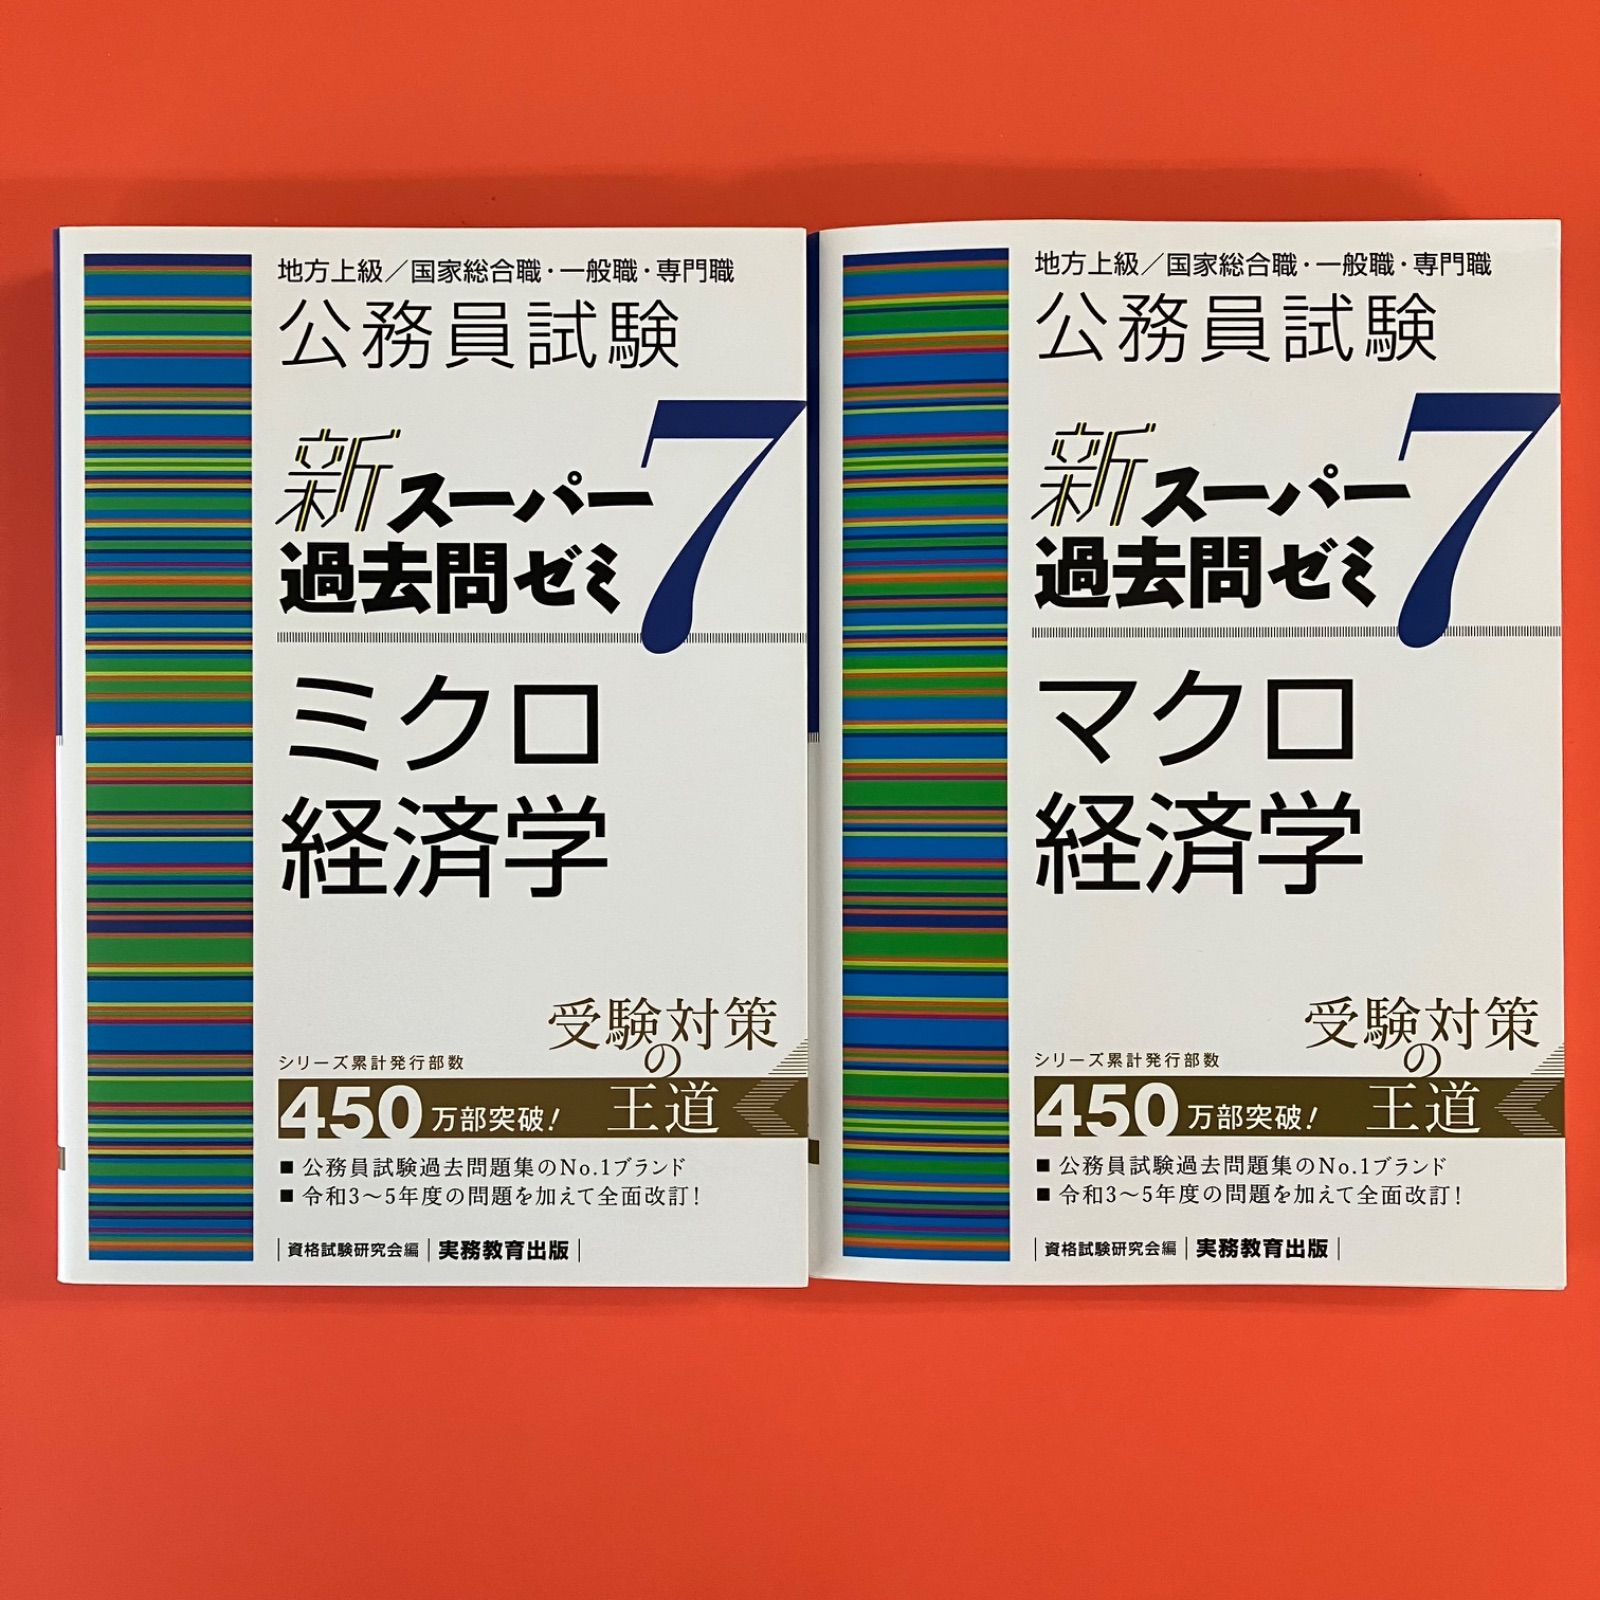 地方上級／国家総合職・一般職・専門職
公務員試験
新スーパー
過去問ゼミ7
ミクロ
経済学
受験対策
の
王道
シリーズ累計発行部数
450万部突破！
■ 公務員試験過去問題集のNo.1ブランド
■ 令和3～5年度の問題を加えて全面改訂！
資格試験研究会編｜実務教育出版
地方上級／国家総合職・一般職・専門職
公務員試験
新スーパー
過去問ゼミ7
マクロ
経済学
受験対策
の
王道
シリーズ累計発行部数
450万部突破！
■ 公務員試験過去問題集のNo.1ブランド
■ 令和3～5年度の問題を加えて全面改訂！
資格試験研究会編｜実務教育出版